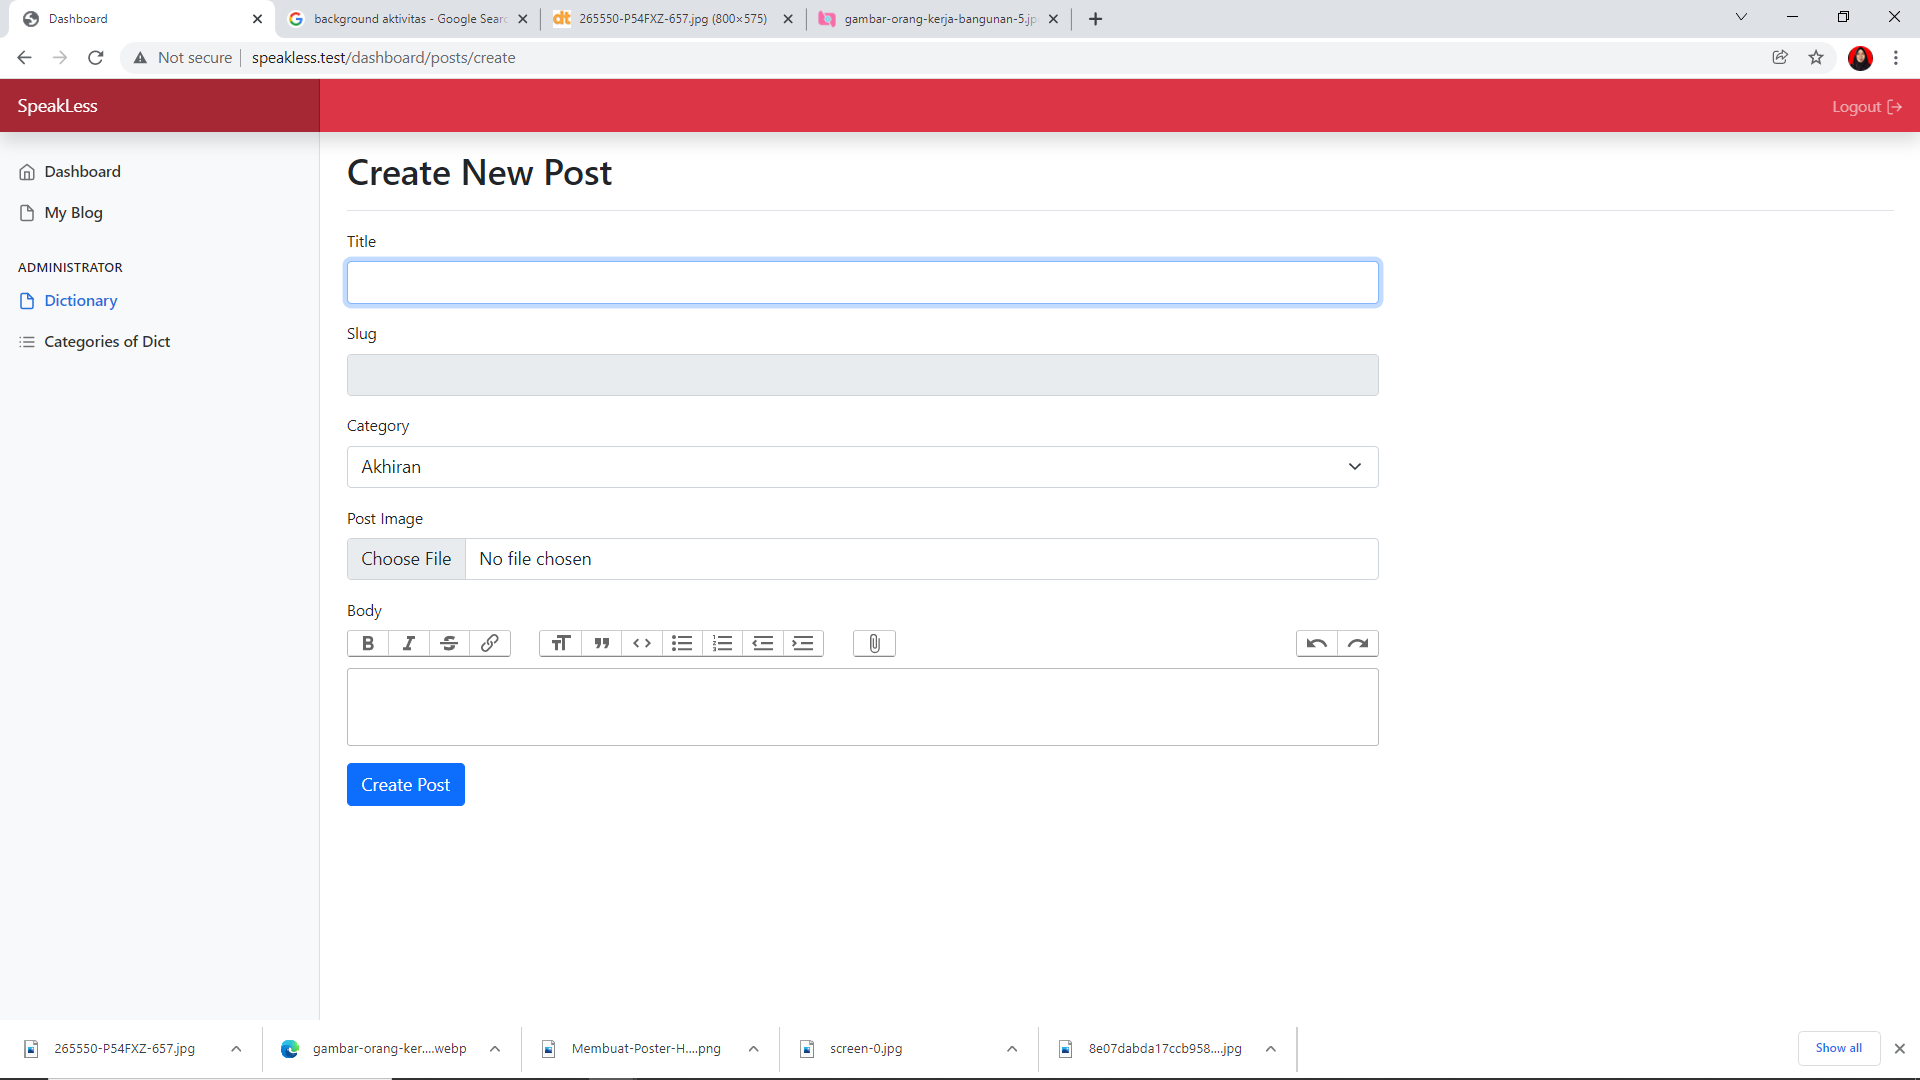 Dashboard
background aktivitas - Google Sear
265550-P54FXZ-657.jpg (800×575)
gambar-orang-kerja-bangunan-5.jp
Not secure
speakless.test/dashboard/posts/create
SpeakLess
Logout
Dashboard
My Blog
ADMINISTRATOR
Dictionary
Categories of Dict
Create New Post
Title
Slug
Category
Akhiran
Post Image
Choose File
No file chosen
Body
Create Post
265550-P54FXZ-657.jpg
gambar-orang-ker....webp
Membuat-Poster-H....png
screen-0.jpg
8e07dabda17ccb958....jpg
Show all